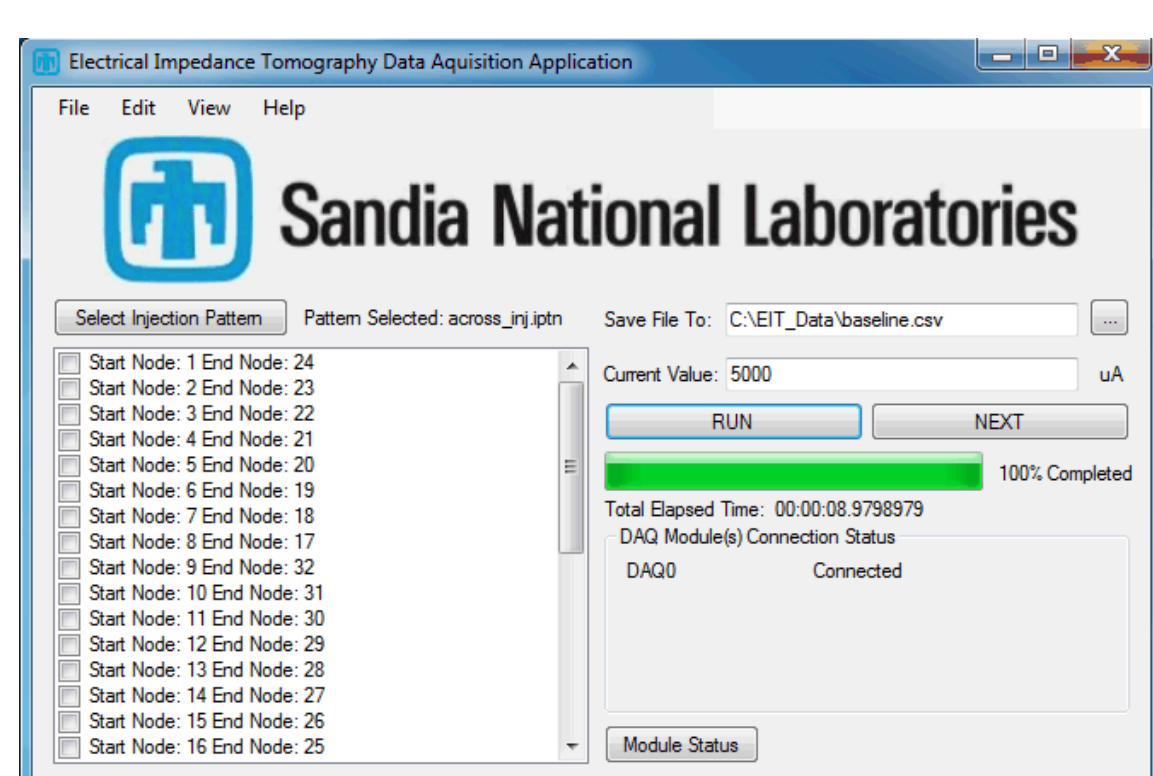 Electrical Impedance Tomography Data Aquisition Application
File Edit View Help
Sandia National Laboratories
Select Injection Pattern Pattern Selected: across_inj.iptn
Start Node: 1 End Node: 24
Start Node: 2 End Node: 23
Start Node: 3 End Node: 22
Start Node: 4 End Node: 21
Start Node: 5 End Node: 20
Start Node: 6 End Node: 19
Start Node: 7 End Node: 18
Start Node: 8 End Node: 17
Start Node: 9 End Node: 32
Start Node: 10 End Node: 31
Start Node: 11 End Node: 30
Start Node: 12 End Node: 29
Start Node: 13 End Node: 28
Start Node: 14 End Node: 27
Start Node: 15 End Node: 26
Start Node: 16 End Node: 25
Save File To: C:\EIT_Data\baseline.csv ...
Current Value: 5000 uA
RUN NEXT
100% Completed
Total Elapsed Time: 00:00:08.9798979
DAQ Module(s) Connection Status
DAQ0 Connected
Module Status